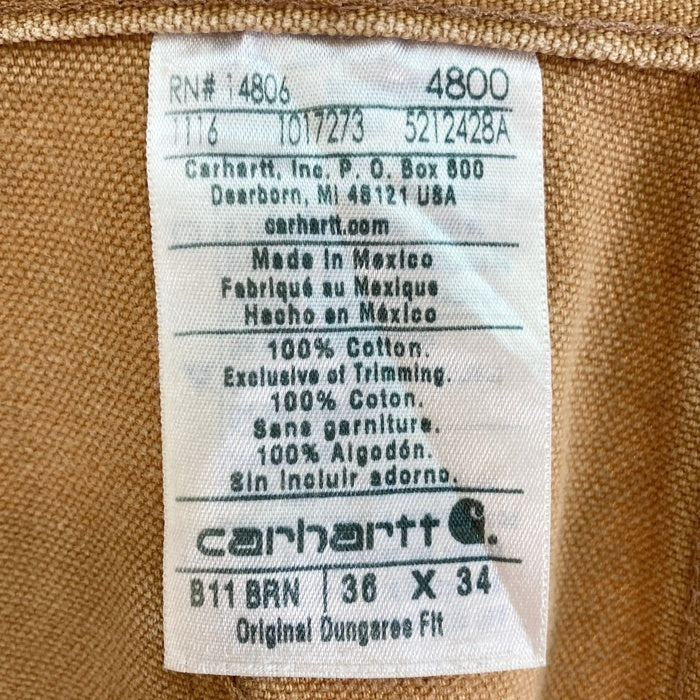 RN# 14806 4800
1116 1017273 5212428A
Carhartt, Inc. P. O. Box 600
Dearborn, MI 48121 USA
carhartt.com
Made in Mexico
Fabriqué au Mexique
Hecho en México
100% Cotton.
Exclusive of Trimming.
100% Coton.
Sans garniture.
100% Algodón.
Sin incluir adorno.
carhartt
B11 BRN 36 X 34
Original Dungaree Fit